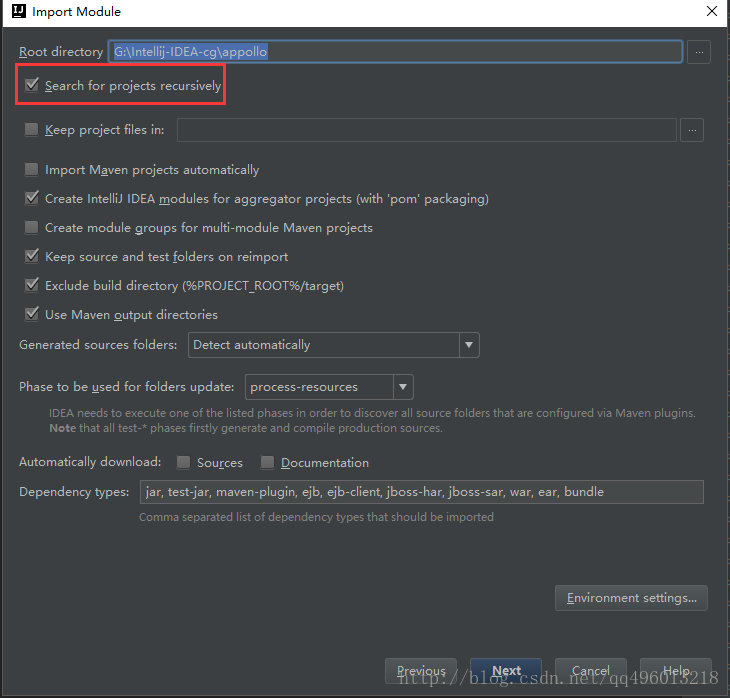 Import Module
Root directory G:\Intellij-IDEA-cg\appollo ...
Search for projects recursively
Keep project files in: ...
Import Maven projects automatically
Create IntelliJ IDEA modules for aggregator projects (with 'pom' packaging)
Create module groups for multi-module Maven projects
Keep source and test folders on reimport
Exclude build directory (%PROJECT_ROOT%/target)
Use Maven output directories
Generated sources folders: Detect automatically
Phase to be used for folders update: process-resources
IDEA needs to execute one of the listed phases in order to discover all source folders that are configured via Maven plugins.
Note that all test-* phases firstly generate and compile production sources.
Automatically download: Sources Documentation
Dependency types: jar, test-jar, maven-plugin, ejb, ejb-client, jboss-har, jboss-sar, war, ear, bundle
Comma separated list of dependency types that should be imported
Environment settings...
Previous Next Cancel Help
http://blog.csdn.net/qq496013218